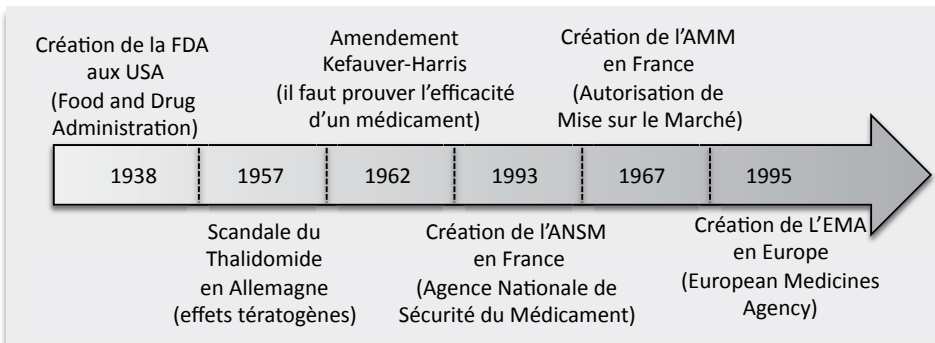 Création de la FDA
aux USA
(Food and Drug
Administration)
Amendement
Kefauver-Harris
(il faut prouver l'efficacité
d'un médicament)
Création de l'AMM
en France
(Autorisation de
Mise sur le Marché)
1938
1957
1962
1993
1967
1995
Scandale du
Thalidomide
en Allemagne
(effets tératogènes)
Création de l'ANSM
en France
(Agence Nationale de
Sécurité du Médicament)
Création de L'EMA
en Europe
(European Medicines
Agency)